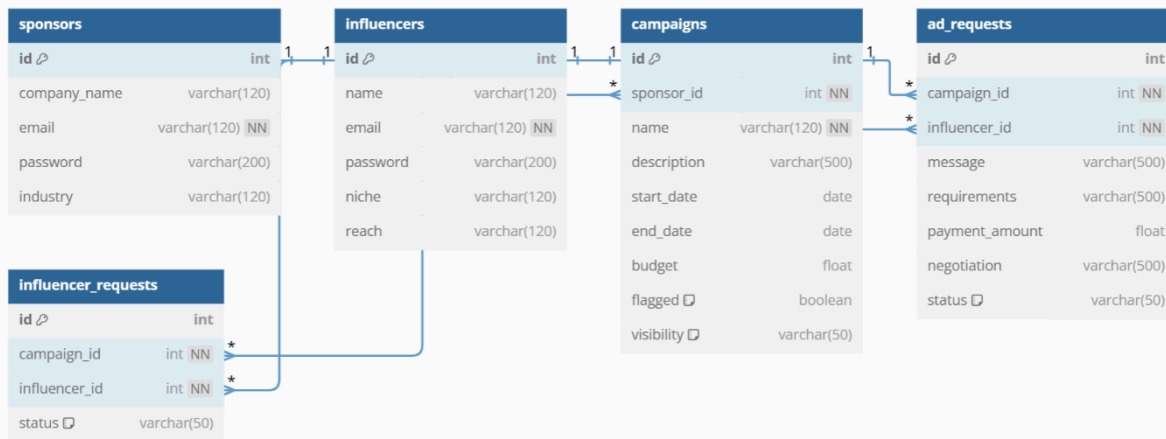 sponsors
id int
company_name varchar(120)
email varchar(120) NN
password varchar(200)
industry varchar(120)
1 1
influencers
id int
name varchar(120)
email varchar(120) NN
password varchar(200)
niche varchar(120)
reach varchar(120)
1 1
*
campaigns
id int
sponsor_id int NN
name varchar(120) NN
description varchar(500)
start_date date
end_date date
budget float
flagged boolean
visibility varchar(50)
1
*
*
ad_requests
id int
campaign_id int NN
influencer_id int NN
message varchar(500)
requirements varchar(500)
payment_amount float
negotiation varchar(500)
status varchar(50)
influencer_requests
id int
campaign_id int NN *
influencer_id int NN *
status varchar(50)